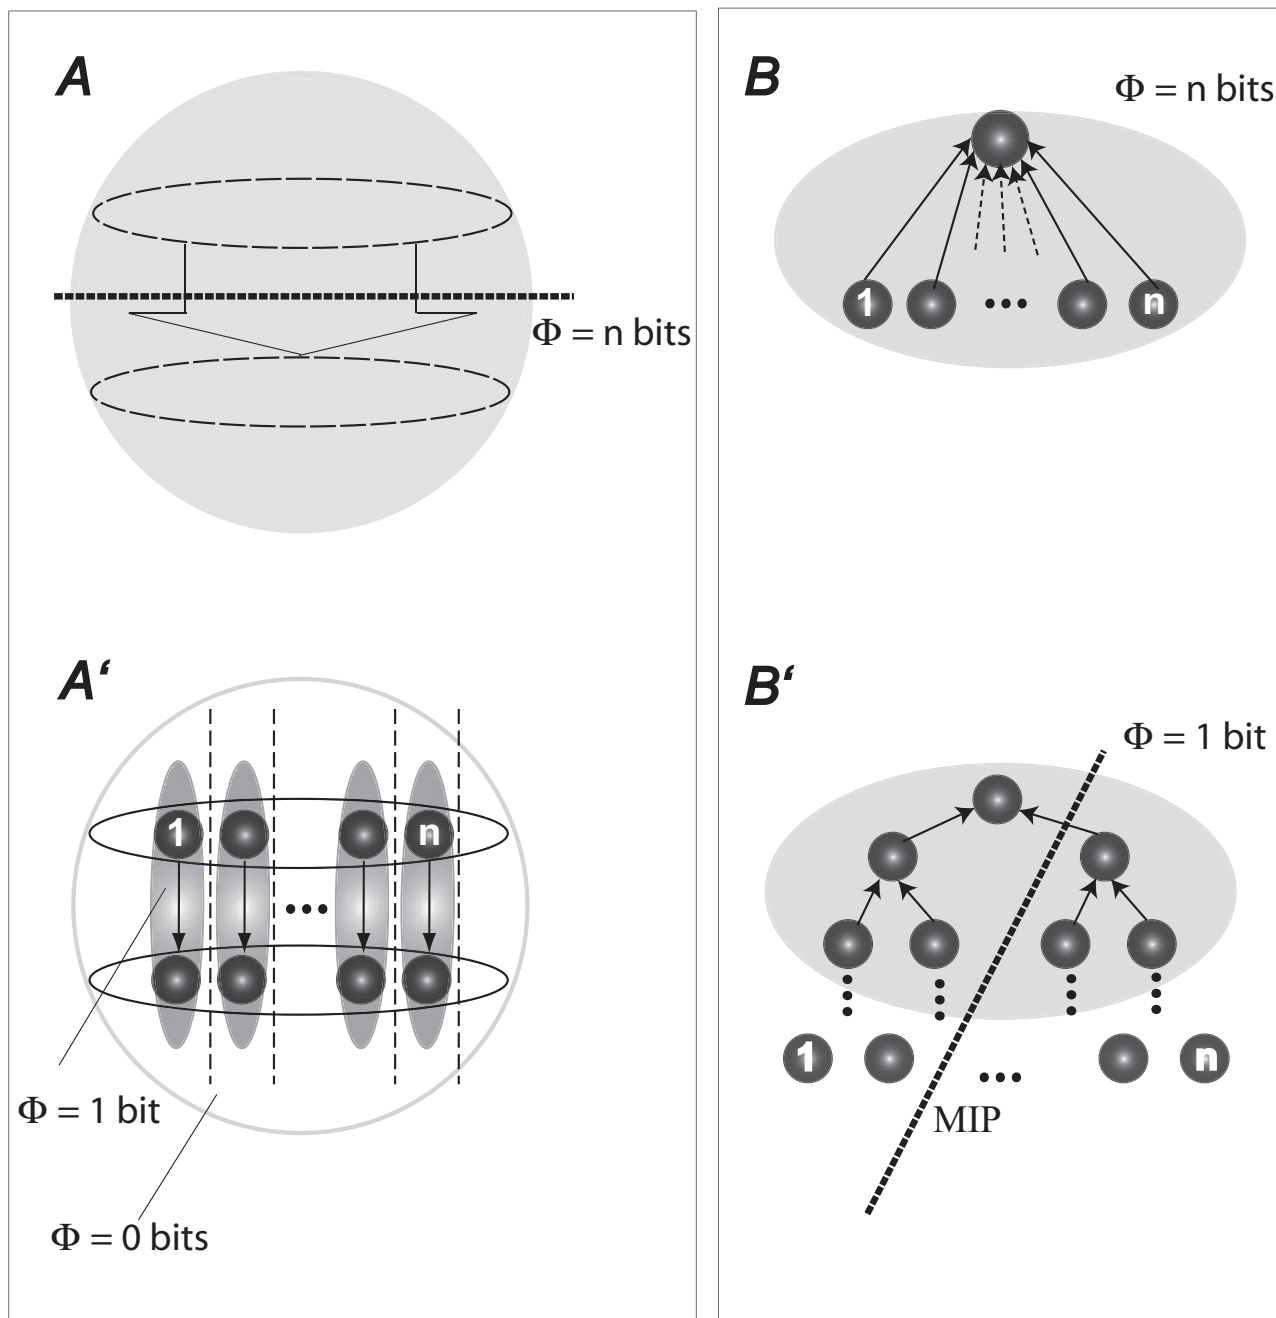 A
Φ = n bits
B
Φ = n bits
1
n
A‘
1
n
Φ = 1 bit
Φ = 0 bits
B‘
Φ = 1 bit
1
n
MIP